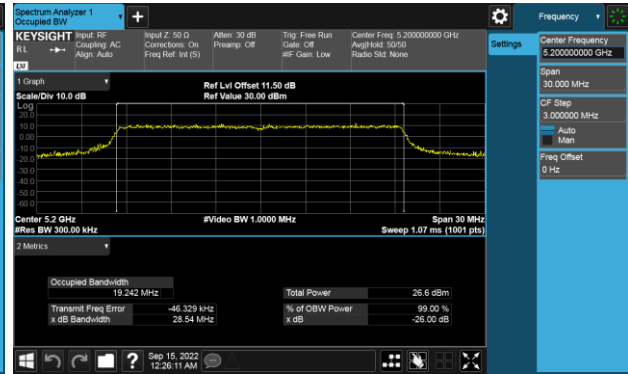 Spectrum Analyzer 1
Occupied BW
Frequency
KEYSIGHT
RL
Input: RF
Coupling: AC
Align: Auto
Input Z: 50 Ω
Corrections: On
Freq Ref: Int (S)
Atten: 30 dB
Preamp: Off
Trig: Free Run
Gate: Off
#IF Gain: Low
Center Freq: 5.200000000 GHz
Avg|Hold: 50/50
Radio Std: None
LXI
Settings
Center Frequency
5.200000000 GHz
Span
30.000 MHz
CF Step
3.000000 MHz
Auto
Man
Freq Offset
0 Hz
1 Graph
Scale/Div 10.0 dB
Ref Lvl Offset 11.50 dB
Ref Value 30.00 dBm
Log
20.0
10.0
0.00
-10.0
-20.0
-30.0
-40.0
-50.0
-60.0
Center 5.2 GHz
#Res BW 300.00 kHz
#Video BW 1.0000 MHz
Span 30 MHz
Sweep 1.07 ms (1001 pts)
2 Metrics
Occupied Bandwidth
19.242 MHz
Total Power 26.6 dBm
Transmit Freq Error -46.329 kHz
% of OBW Power 99.00 %
x dB Bandwidth 28.54 MHz
x dB -26.00 dB
?
Sep 15, 2022
12:26:11 AM